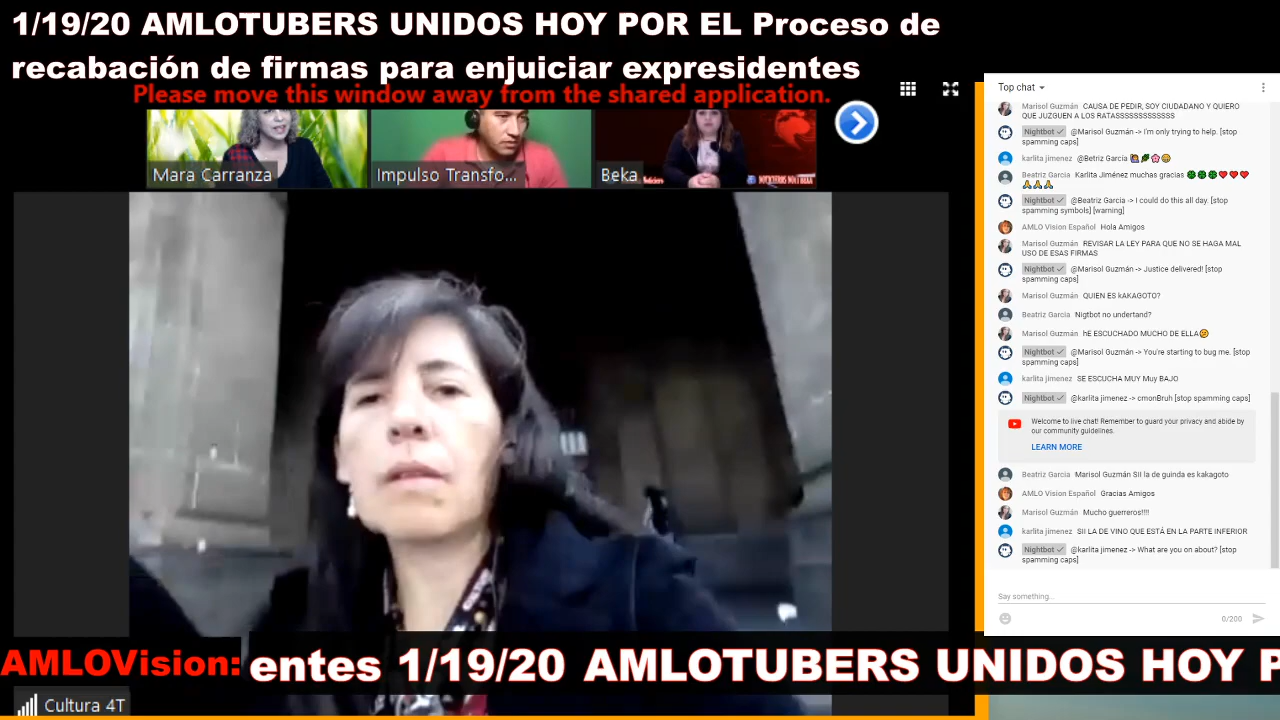 1/19/20 AMLOTUBERS UNIDOS HOY POR EL Proceso de
recabación de firmas para enjuiciar expresidentes
Please move this window away from the shared application.
Mara Carranza
Impulso Transfo...
Beka
Top chat
Marisol Guzmán CAUSA DE PEDIR, SOY CIUDADANO Y QUIERO
QUE JUZGUEN A LOS RATASSSSSSSSSSSS
Nightbot @Marisol Guzmán -> I'm only trying to help. [stop
spamming caps]
karlita jimenez @Betriz García
Beatriz Garcia Karlita Jiménez muchas gracias
Nightbot @Beatriz Garcia -> I could do this all day. [stop
spamming symbols] [warning]
AMLO Vision Español Hola Amigos
Marisol Guzmán REVISAR LA LEY PARA QUE NO SE HAGA MAL
USO DE ESAS FIRMAS
Nightbot @Marisol Guzmán -> Justice delivered! [stop
spamming caps]
Marisol Guzmán QUIEN ES kAKAGOTO?
Beatriz Garcia Nigtbot no undertand?
Marisol Guzmán hE ESCUCHADO MUCHO DE ELLA
Nightbot @Marisol Guzmán -> You're starting to bug me. [stop
spamming caps]
karlita jimenez SE ESCUCHA MUY Muy BAJO
Nightbot @karlita jimenez -> cmonBruh [stop spamming caps]
Welcome to live chat! Remember to guard your privacy and abide by
our community guidelines.
LEARN MORE
Beatriz Garcia Marisol Guzmán SII la de guinda es kakagoto
AMLO Vision Español Gracias Amigos
Marisol Guzmán Mucho guerreros!!!!
karlita jimenez SII LA DE VINO QUE ESTÁ EN LA PARTE INFERIOR
Nightbot @karlita jimenez -> What are you on about? [stop
spamming caps]
Say something...
0/200
AMLOVision: entes 1/19/20 AMLOTUBERS UNIDOS HOY P
Cultura 4T